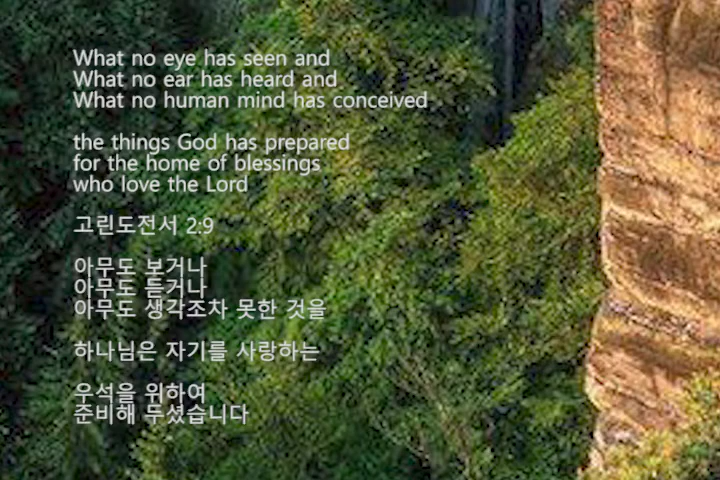 What no eye has seen and
What no ear has heard and
What no human mind has conceived
the things God has prepared
for the home of blessings
who love the Lord
고린도전서 2:9
아무도 보거나
아무도 듣거나
아무도 생각조차 못한 것을
하나님은 자기를 사랑하는
우석을 위하여
준비해 두셨습니다